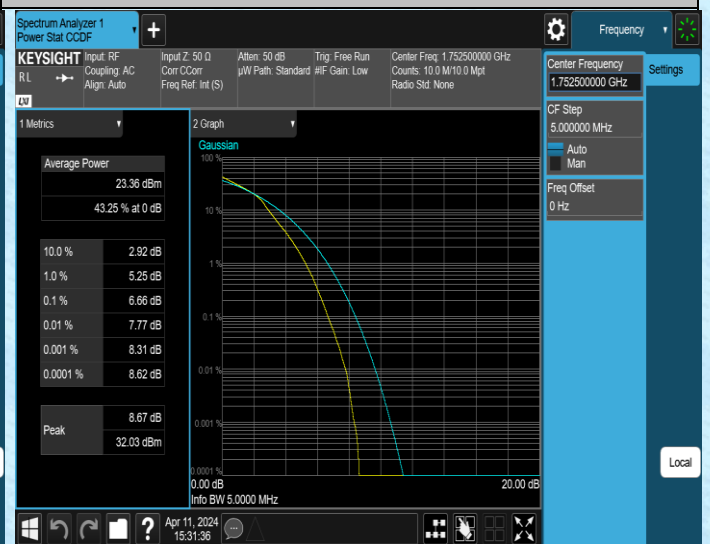 Spectrum Analyzer 1
Power Stat CCDF
+
Frequency
KEYSIGHT
RL
LXI
Input: RF
Coupling: AC
Align: Auto
Input Z: 50 Ω
Corr CCorr
Freq Ref: Int (S)
Atten: 50 dB
µW Path: Standard
Trig: Free Run
#IF Gain: Low
Center Freq: 1.752500000 GHz
Counts: 10.0 M/10.0 Mpt
Radio Std: None
Center Frequency
1.752500000 GHz
Settings
CF Step
5.000000 MHz
Auto
Man
Freq Offset
0 Hz
1 Metrics
Average Power
23.36 dBm
43.25 % at 0 dB
10.0 % 2.92 dB
1.0 % 5.25 dB
0.1 % 6.66 dB
0.01 % 7.77 dB
0.001 % 8.31 dB
0.0001 % 8.62 dB
Peak
8.67 dB
32.03 dBm
2 Graph
Gaussian
100 %
10 %
1 %
0.1 %
0.01 %
0.001 %
0.0001 %
0.00 dB
20.00 dB
Info BW 5.0000 MHz
Local
?
Apr 11, 2024
15:31:36